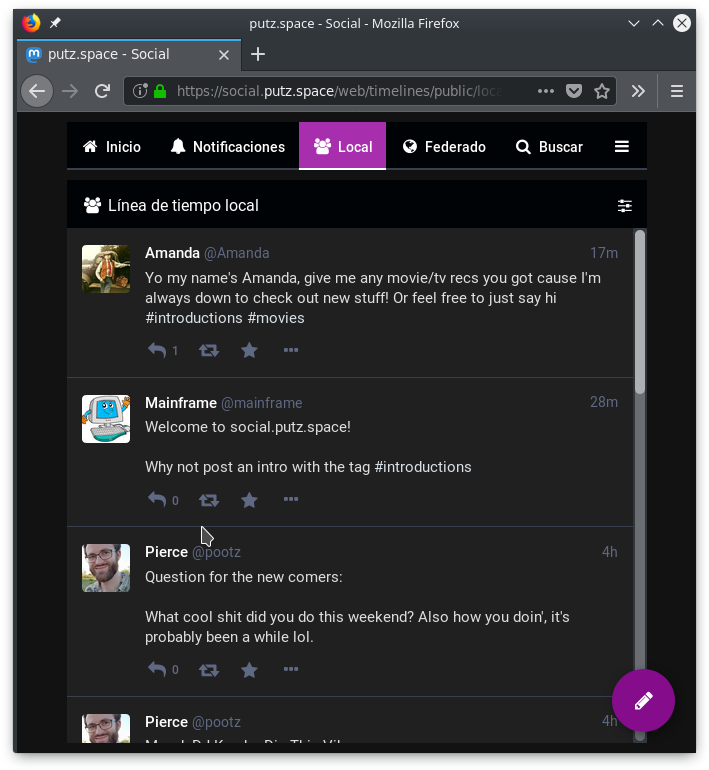 putz.space - Social - Mozilla Firefox
putz.space - Social
https://social.putz.space/web/timelines/public/loca
Inicio Notificaciones Local Federado Buscar
Línea de tiempo local
Amanda @Amanda 17m
Yo my name's Amanda, give me any movie/tv recs you got cause I'm
always down to check out new stuff! Or feel free to just say hi
#introductions #movies
1
Mainframe @mainframe 28m
Welcome to social.putz.space!
Why not post an intro with the tag #introductions
0
Pierce @pootz 4h
Question for the new comers:
What cool shit did you do this weekend? Also how you doin', it's
probably been a while lol.
0
Pierce @pootz 4h